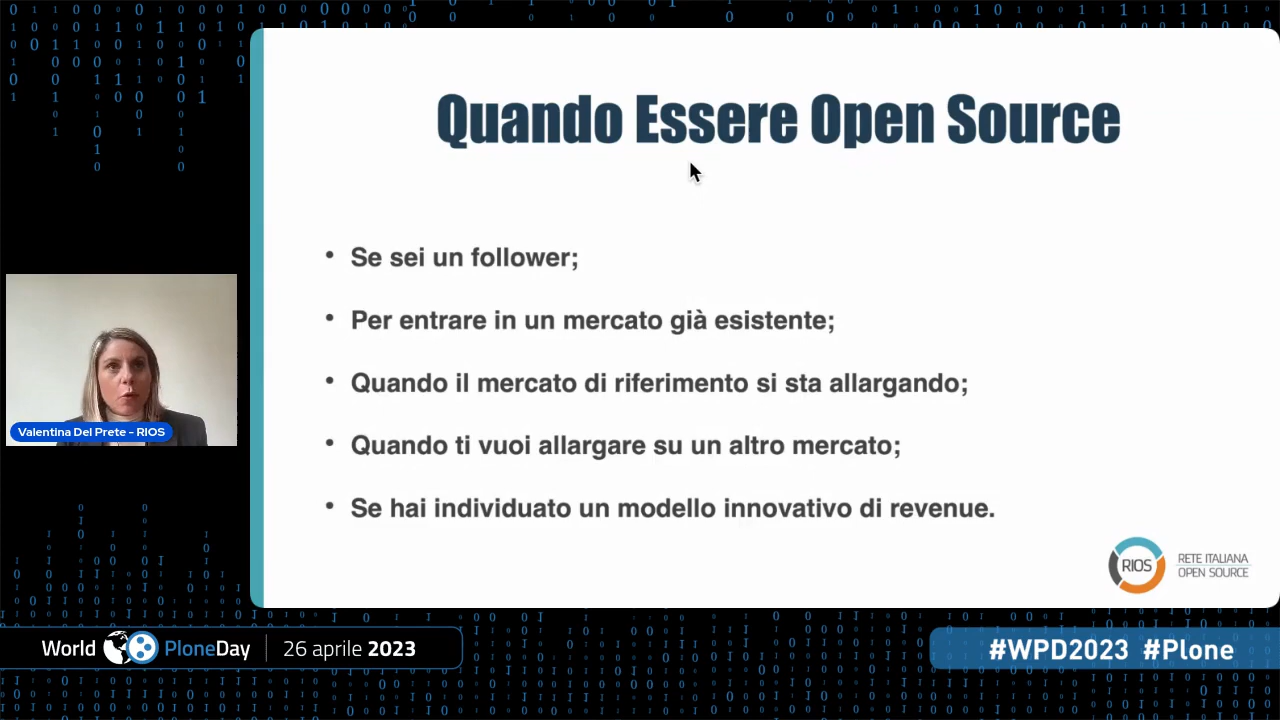 Quando Essere Open Source
• Se sei un follower;
• Per entrare in un mercato già esistente;
• Quando il mercato di riferimento si sta allargando;
• Quando ti vuoi allargare su un altro mercato;
• Se hai individuato un modello innovativo di revenue.
Valentina Del Prete - RIOS
RIOS
RETE ITALIANA
OPEN SOURCE
World PloneDay | 26 aprile 2023
#WPD2023 #Plone